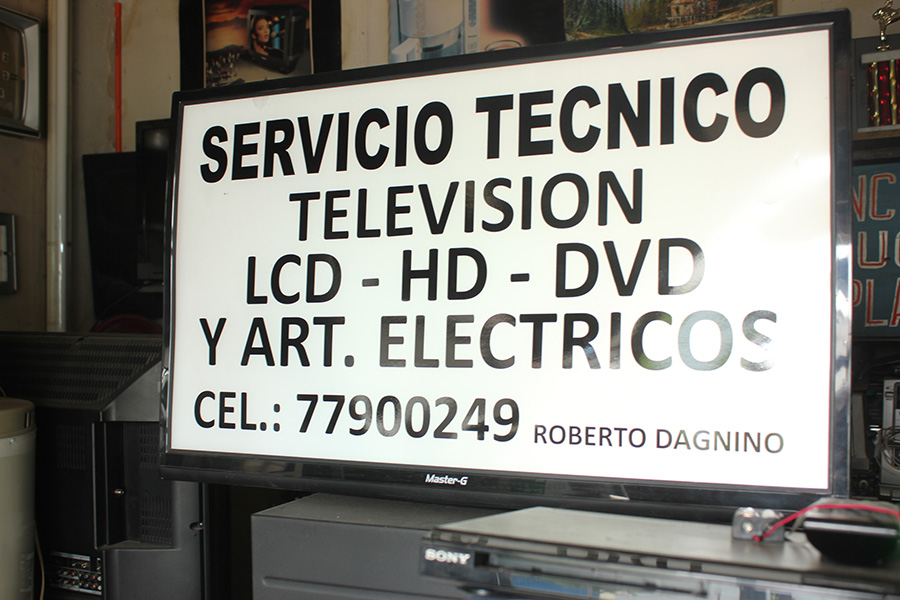 SERVICIO TECNICO
TELEVISION
LCD - HD - DVD
Y ART. ELECTRICOS
CEL.: 77900249 ROBERTO DAGNINO
Master-G
SONY